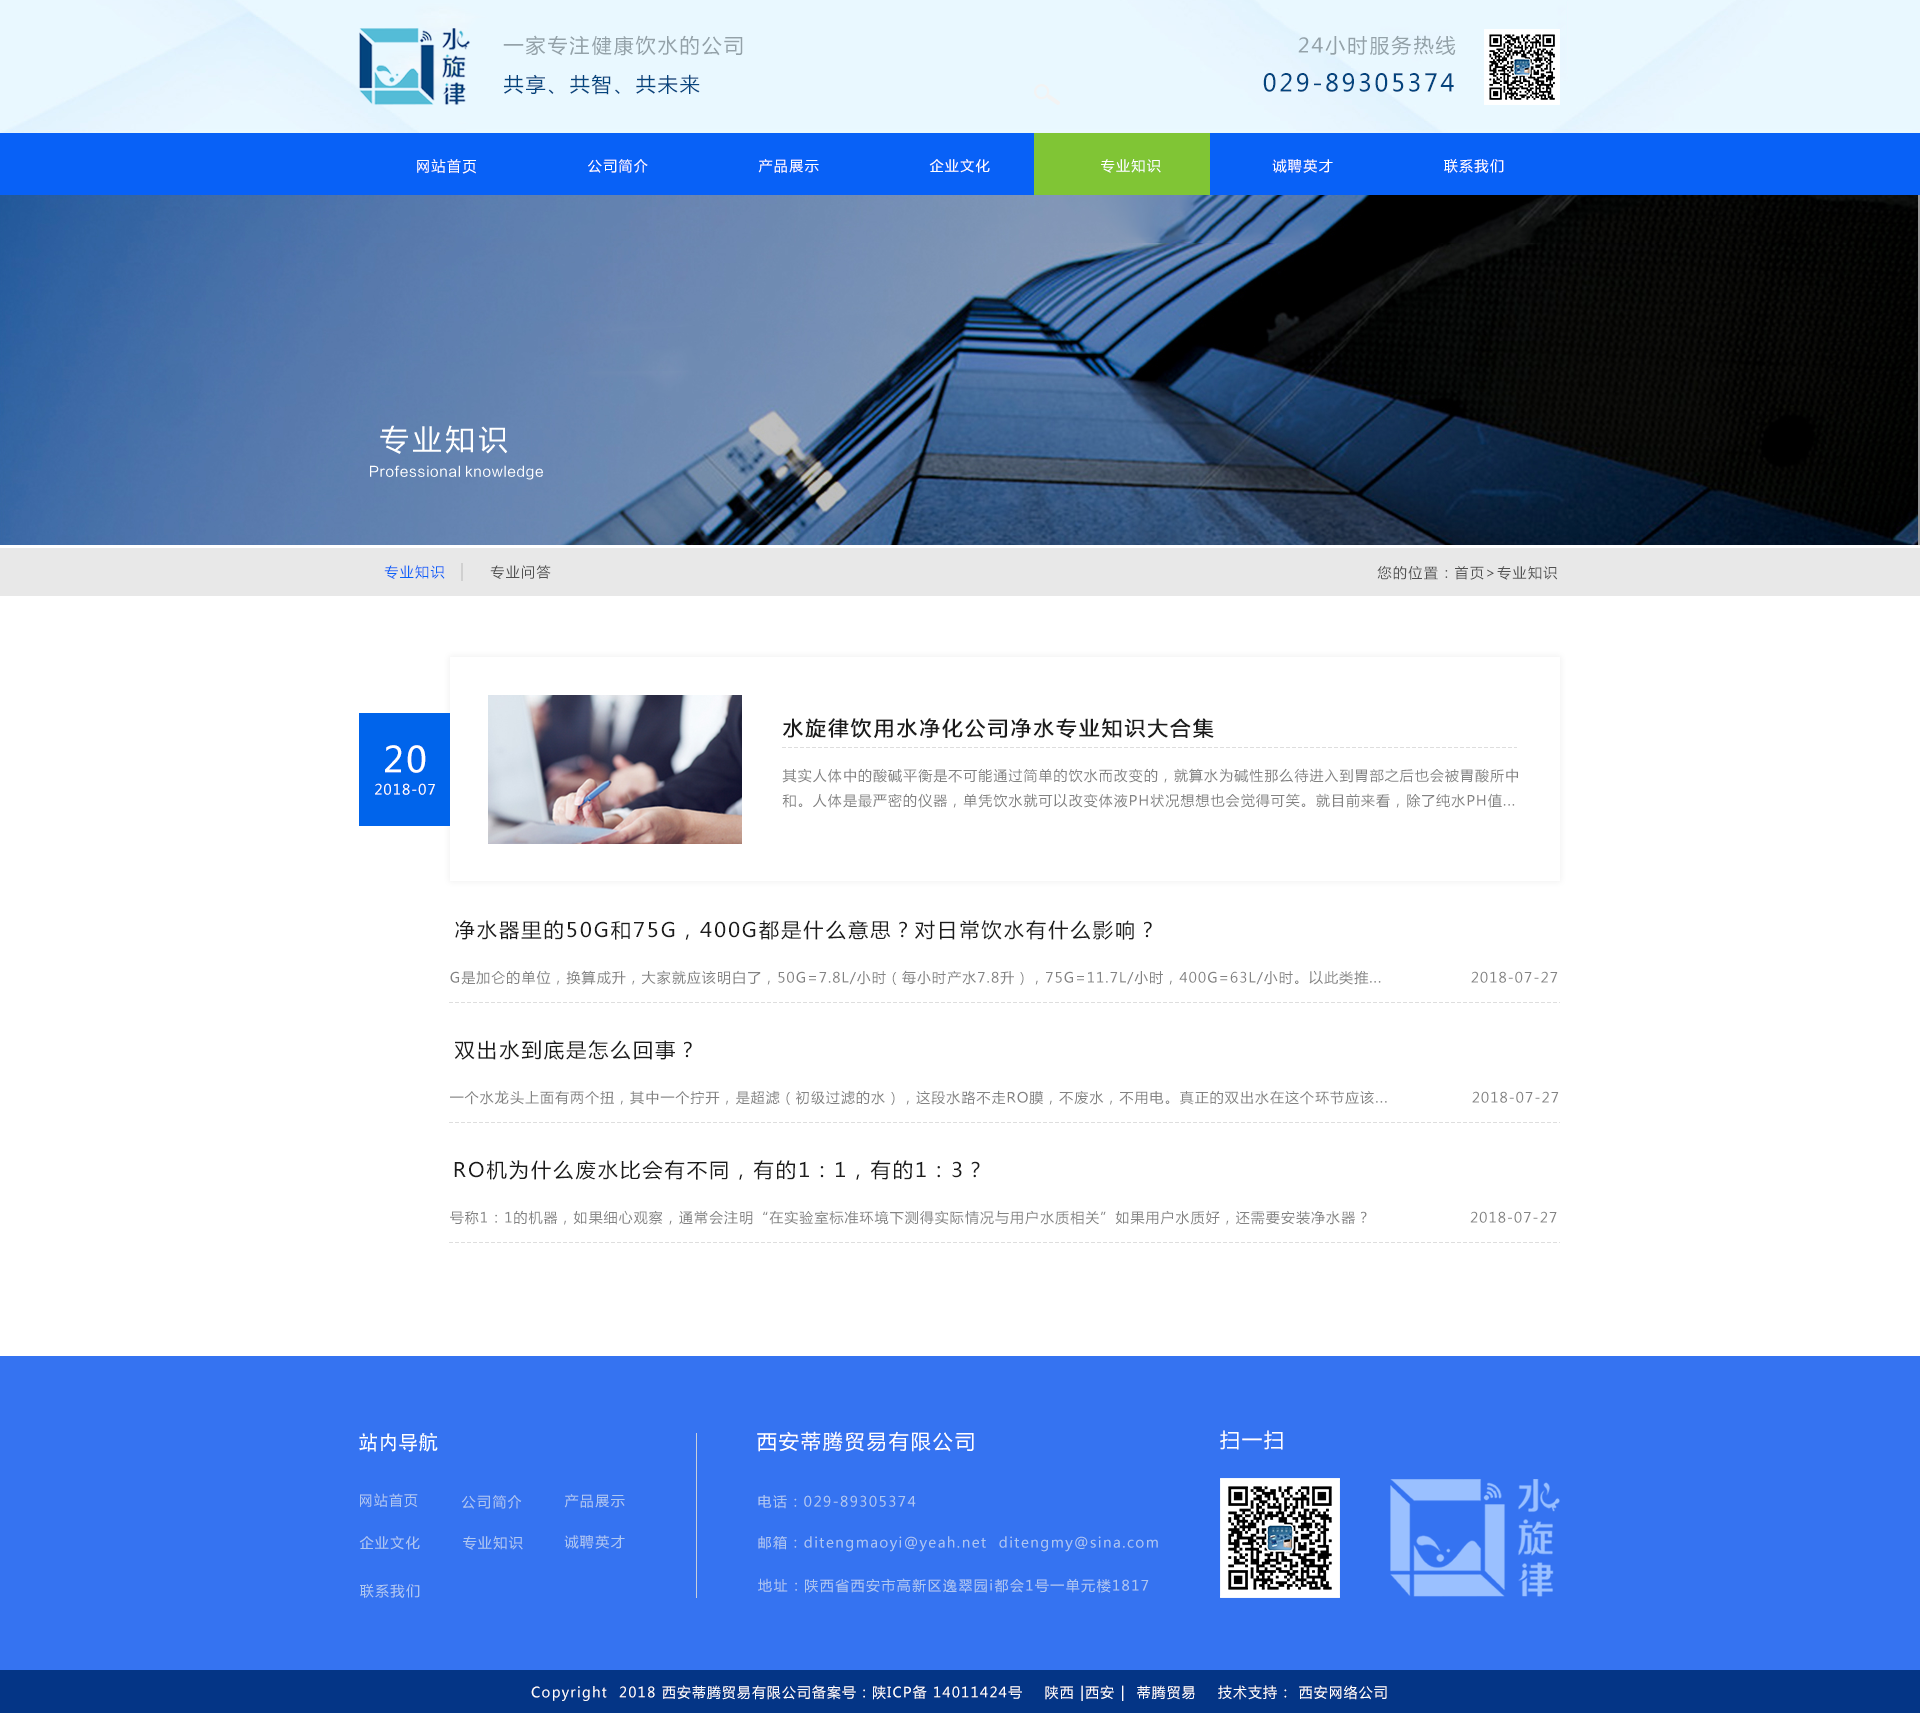 水旋律
一家专注健康饮水的公司
共享、共智、共未来
24小时服务热线
029-89305374
网站首页 公司简介 产品展示 企业文化 专业知识 诚聘英才 联系我们
专业知识
Professional knowledge
专业知识 | 专业问答
您的位置：首页>专业知识
20
2018-07
水旋律饮用水净化公司净水专业知识大合集
其实人体中的酸碱平衡是不可能通过简单的饮水而改变的，就算水为碱性那么待进入到胃部之后也会被胃酸所中
和。人体是最严密的仪器，单凭饮水就可以改变体液PH状况想想也会觉得可笑。就目前来看，除了纯水PH值...
净水器里的50G和75G，400G都是什么意思？对日常饮水有什么影响？
G是加仑的单位，换算成升，大家就应该明白了，50G=7.8L/小时（每小时产水7.8升），75G=11.7L/小时，400G=63L/小时。以此类推... 2018-07-27
双出水到底是怎么回事？
一个水龙头上面有两个扭，其中一个拧开，是超滤（初级过滤的水），这段水路不走RO膜，不废水，不用电。真正的双出水在这个环节应该... 2018-07-27
RO机为什么废水比会有不同，有的1：1，有的1：3？
号称1：1的机器，如果细心观察，通常会注明“在实验室标准环境下测得实际情况与用户水质相关”如果用户水质好，还需要安装净水器？ 2018-07-27
站内导航
网站首页 公司简介 产品展示
企业文化 专业知识 诚聘英才
联系我们
西安蒂腾贸易有限公司
电话：029-89305374
邮箱：ditengmaoyi@yeah.net ditengmy@sina.com
地址：陕西省西安市高新区逸翠园i都会1号一单元楼1817
扫一扫
水旋律
Copyright 2018 西安蒂腾贸易有限公司备案号：陕ICP备 14011424号 陕西 |西安 | 蒂腾贸易 技术支持： 西安网络公司